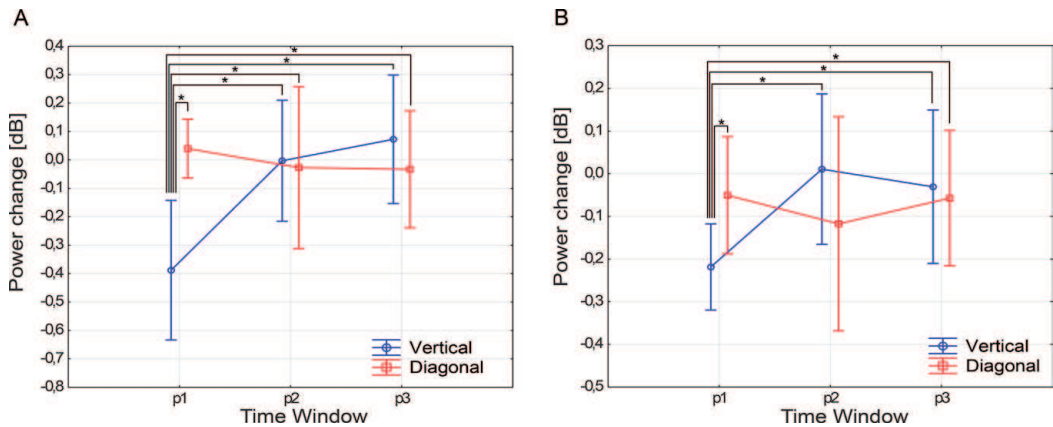 A
Power change [dB]
0,4
0,3
0,2
0,1
0,0
-0,1
-0,2
-0,3
-0,4
-0,5
-0,6
-0,7
-0,8
*
*
*
*
*
Vertical
Diagonal
p1 p2 p3
Time Window
B
Power change [dB]
0,3
0,2
0,1
0,0
-0,1
-0,2
-0,3
-0,4
-0,5
*
*
*
*
Vertical
Diagonal
p1 p2 p3
Time Window